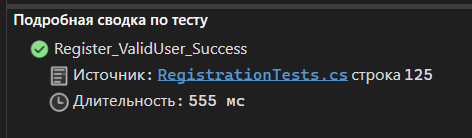 Подробная сводка по тесту
Register_ValidUser_Success
Источник: RegistrationTests.cs строка 125
Длительность: 555 мс